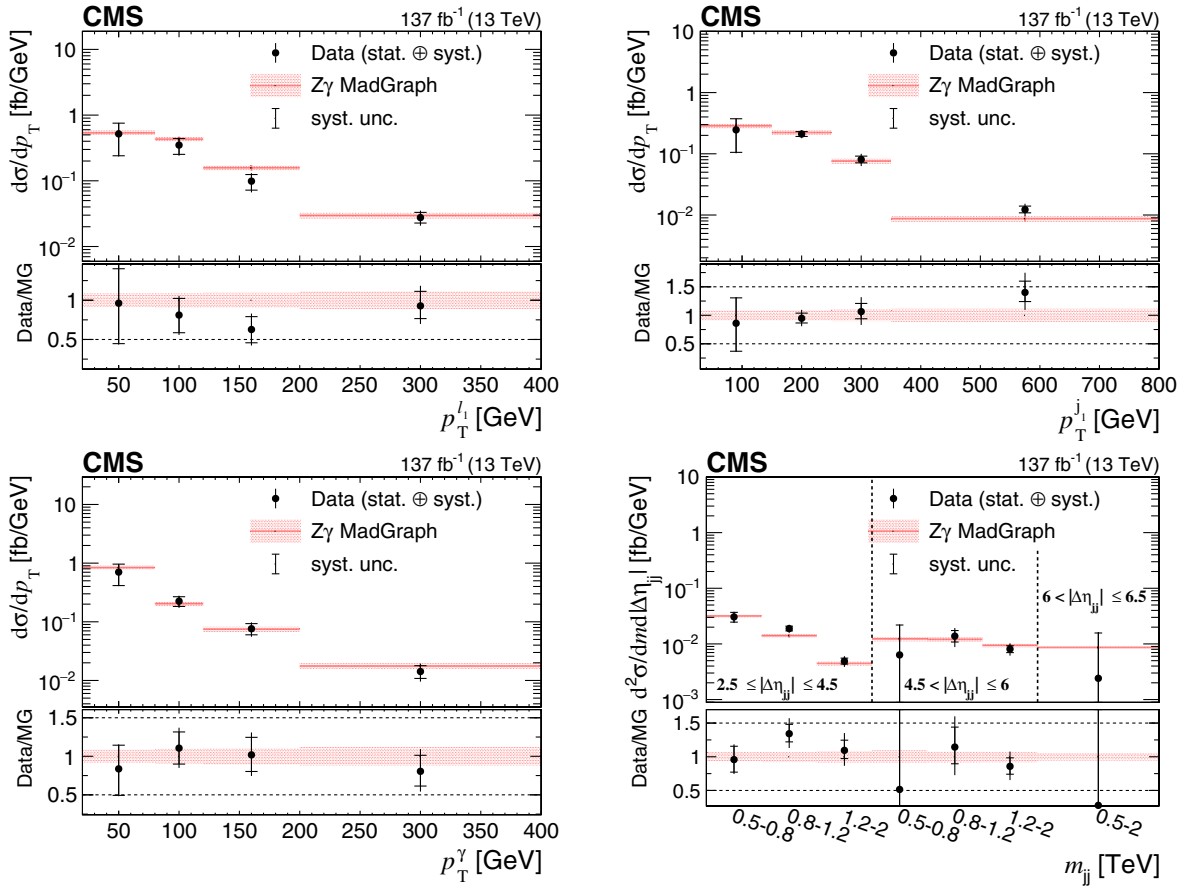 CMS
137 fb⁻¹ (13 TeV)
dσ/dp_T [fb/GeV]
10
1
10⁻¹
10⁻²
Data (stat. ⊕ syst.)
Zγ MadGraph
syst. unc.
Data/MG
1
0.5
50 100 150 200 250 300 350 400
p_T^{l₁} [GeV]
CMS
137 fb⁻¹ (13 TeV)
dσ/dp_T [fb/GeV]
10
1
10⁻¹
10⁻²
Data (stat. ⊕ syst.)
Zγ MadGraph
syst. unc.
Data/MG
1.5
1
0.5
100 200 300 400 500 600 700 800
p_T^{j₁} [GeV]
CMS
137 fb⁻¹ (13 TeV)
dσ/dp_T [fb/GeV]
10
1
10⁻¹
10⁻²
Data (stat. ⊕ syst.)
Zγ MadGraph
syst. unc.
Data/MG
1.5
1
0.5
50 100 150 200 250 300 350 400
p_T^γ [GeV]
CMS
137 fb⁻¹ (13 TeV)
d²σ/dmd|Δη_jj| [fb/GeV]
10
1
10⁻¹
10⁻²
10⁻³
Data (stat. ⊕ syst.)
Zγ MadGraph
syst. unc.
6 < |Δη_jj| ≤ 6.5
2.5 ≤ |Δη_jj| ≤ 4.5
4.5 < |Δη_jj| ≤ 6
Data/MG
1.5
1
0.5
0.5-0.8 0.8-1.2 1.2-2 0.5-0.8 0.8-1.2 1.2-2 0.5-2
m_jj [TeV]